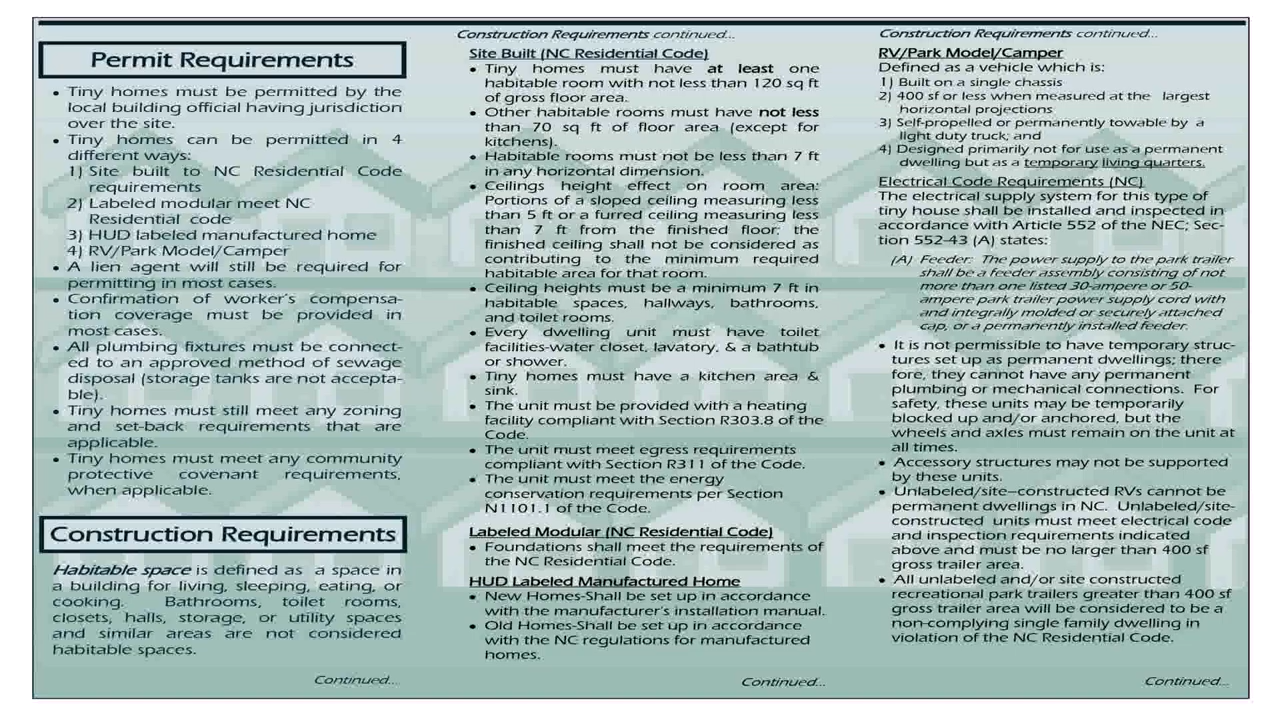 Permit Requirements
• Tiny homes must be permitted by the
local building official having jurisdiction
over the site.
• Tiny homes can be permitted in 4
different ways:
1) Site built to NC Residential Code
requirements
2) Labeled modular meet NC
Residential code
3) HUD labeled manufactured home
4) RV/Park Model/Camper
• A lien agent will still be required for
permitting in most cases.
• Confirmation of worker's compensa-
tion coverage must be provided in
most cases.
• All plumbing fixtures must be connect-
ed to an approved method of sewage
disposal (storage tanks are not accepta-
ble).
• Tiny homes must still meet any zoning
and set-back requirements that are
applicable.
• Tiny homes must meet any community
protective covenant requirements,
when applicable.
Construction Requirements
Habitable space is defined as a space in
a building for living, sleeping, eating, or
cooking. Bathrooms, toilet rooms,
closets, halls, storage, or utility spaces
and similar areas are not considered
habitable spaces.
Continued...
Construction Requirements continued...
Site Built (NC Residential Code)
• Tiny homes must have at least one
habitable room with not less than 120 sq ft
of gross floor area.
• Other habitable rooms must have not less
than 70 sq ft of floor area (except for
kitchens).
• Habitable rooms must not be less than 7 ft
in any horizontal dimension.
• Ceilings height effect on room area:
Portions of a sloped ceiling measuring less
than 5 ft or a furred ceiling measuring less
than 7 ft from the finished floor; the
finished ceiling shall not be considered as
contributing to the minimum required
habitable area for that room.
• Ceiling heights must be a minimum 7 ft in
habitable spaces, hallways, bathrooms,
and toilet rooms.
• Every dwelling unit must have toilet
facilities-water closet, lavatory, & a bathtub
or shower.
• Tiny homes must have a kitchen area &
sink.
• The unit must be provided with a heating
facility compliant with Section R303.8 of the
Code.
• The unit must meet egress requirements
compliant with Section R311 of the Code.
• The unit must meet the energy
conservation requirements per Section
N1101.1 of the Code.
Labeled Modular (NC Residential Code)
• Foundations shall meet the requirements of
the NC Residential Code.
HUD Labeled Manufactured Home
• New Homes-Shall be set up in accordance
with the manufacturer's installation manual.
• Old Homes-Shall be set up in accordance
with the NC regulations for manufactured
homes.
Continued...
Construction Requirements continued...
RV/Park Model/Camper
Defined as a vehicle which is:
1) Built on a single chassis
2) 400 sf or less when measured at the largest
horizontal projections
3) Self-propelled or permanently towable by a
light duty truck; and
4) Designed primarily not for use as a permanent
dwelling but as a temporary living quarters.
Electrical Code Requirements (NC)
The electrical supply system for this type of
tiny house shall be installed and inspected in
accordance with Article 552 of the NEC; Sec-
tion 552-43 (A) states:
(A) Feeder: The power supply to the park trailer
shall be a feeder assembly consisting of not
more than one listed 30-ampere or 50-
ampere park trailer power supply cord with
and integrally molded or securely attached
cap, or a permanently installed feeder.
• It is not permissible to have temporary struc-
tures set up as permanent dwellings; there
fore, they cannot have any permanent
plumbing or mechanical connections. For
safety, these units may be temporarily
blocked up and/or anchored, but the
wheels and axles must remain on the unit at
all times.
• Accessory structures may not be supported
by these units.
• Unlabeled/site–constructed RVs cannot be
permanent dwellings in NC. Unlabeled/site-
constructed units must meet electrical code
and inspection requirements indicated
above and must be no larger than 400 sf
gross trailer area.
• All unlabeled and/or site constructed
recreational park trailers greater than 400 sf
gross trailer area will be considered to be a
non-complying single family dwelling in
violation of the NC Residential Code.
Continued...